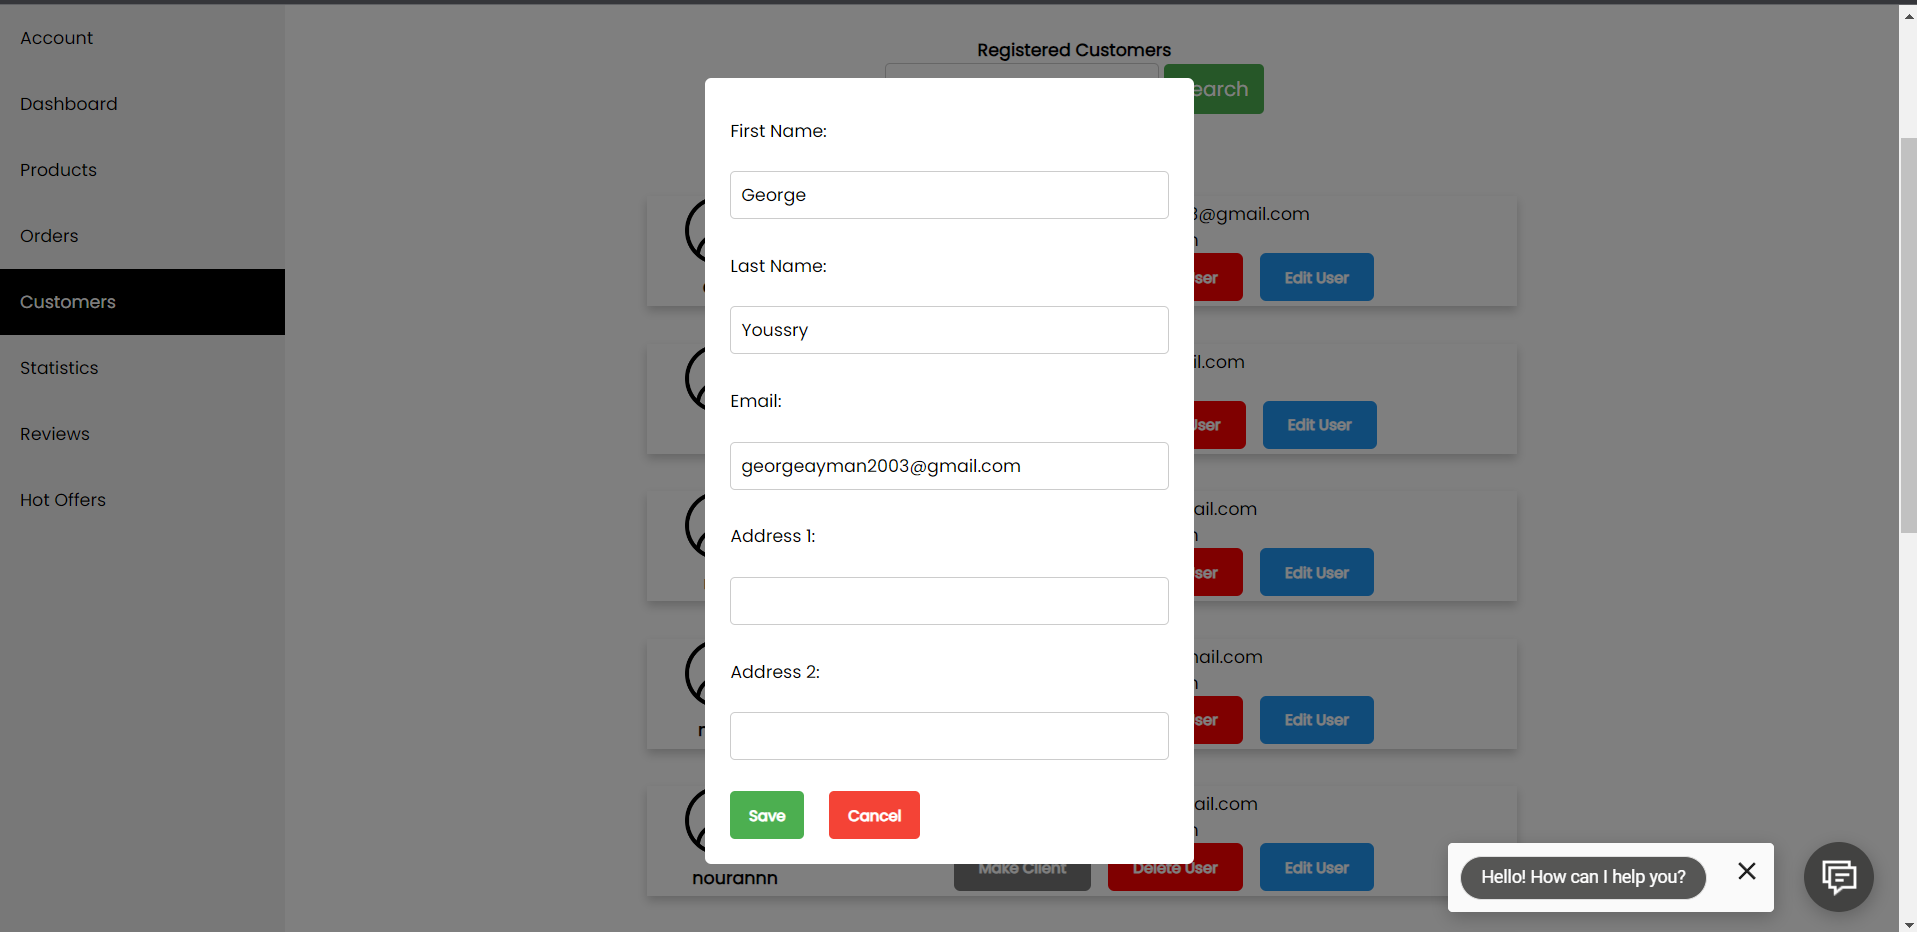 Account
Dashboard
Products
Orders
Customers
Statistics
Reviews
Hot Offers
Registered Customers
earch
First Name:
George
Last Name:
Youssry
Email:
georgeayman2003@gmail.com
Address 1:
Address 2:
Save Cancel
3@gmail.com
ser Edit User
il.com
User Edit User
ail.com
ser Edit User
ail.com
ser Edit User
ail.com
nourannn
Make Client Delete User Edit User
Hello! How can I help you?